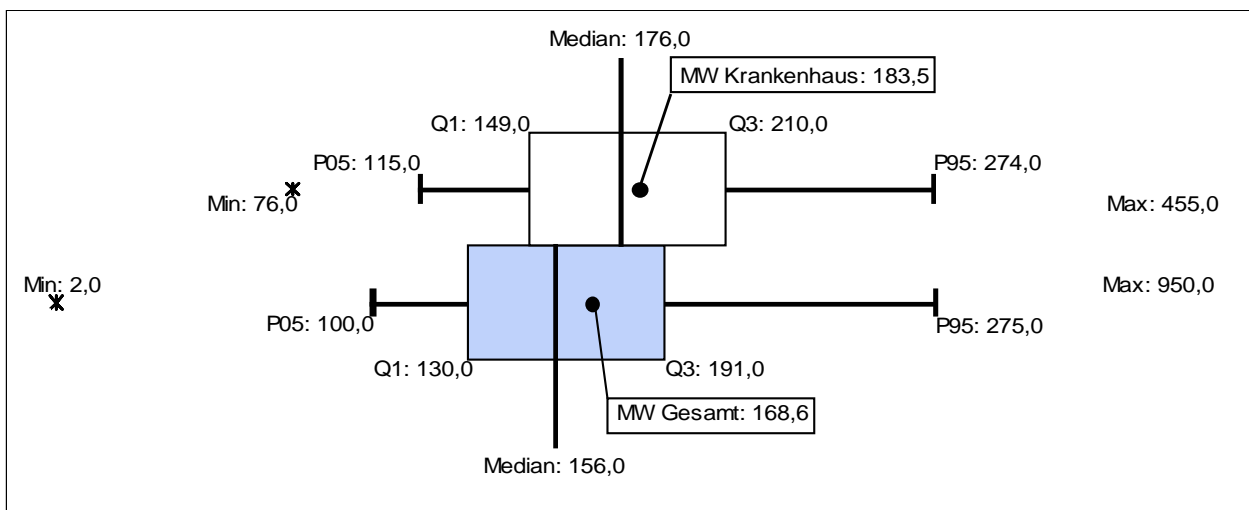 Median: 176,0
MW Krankenhaus: 183,5
Q1: 149,0
Q3: 210,0
P05: 115,0
P95: 274,0
Min: 76,0
Max: 455,0
Min: 2,0
Max: 950,0
P05: 100,0
P95: 275,0
Q1: 130,0
Q3: 191,0
MW Gesamt: 168,6
Median: 156,0